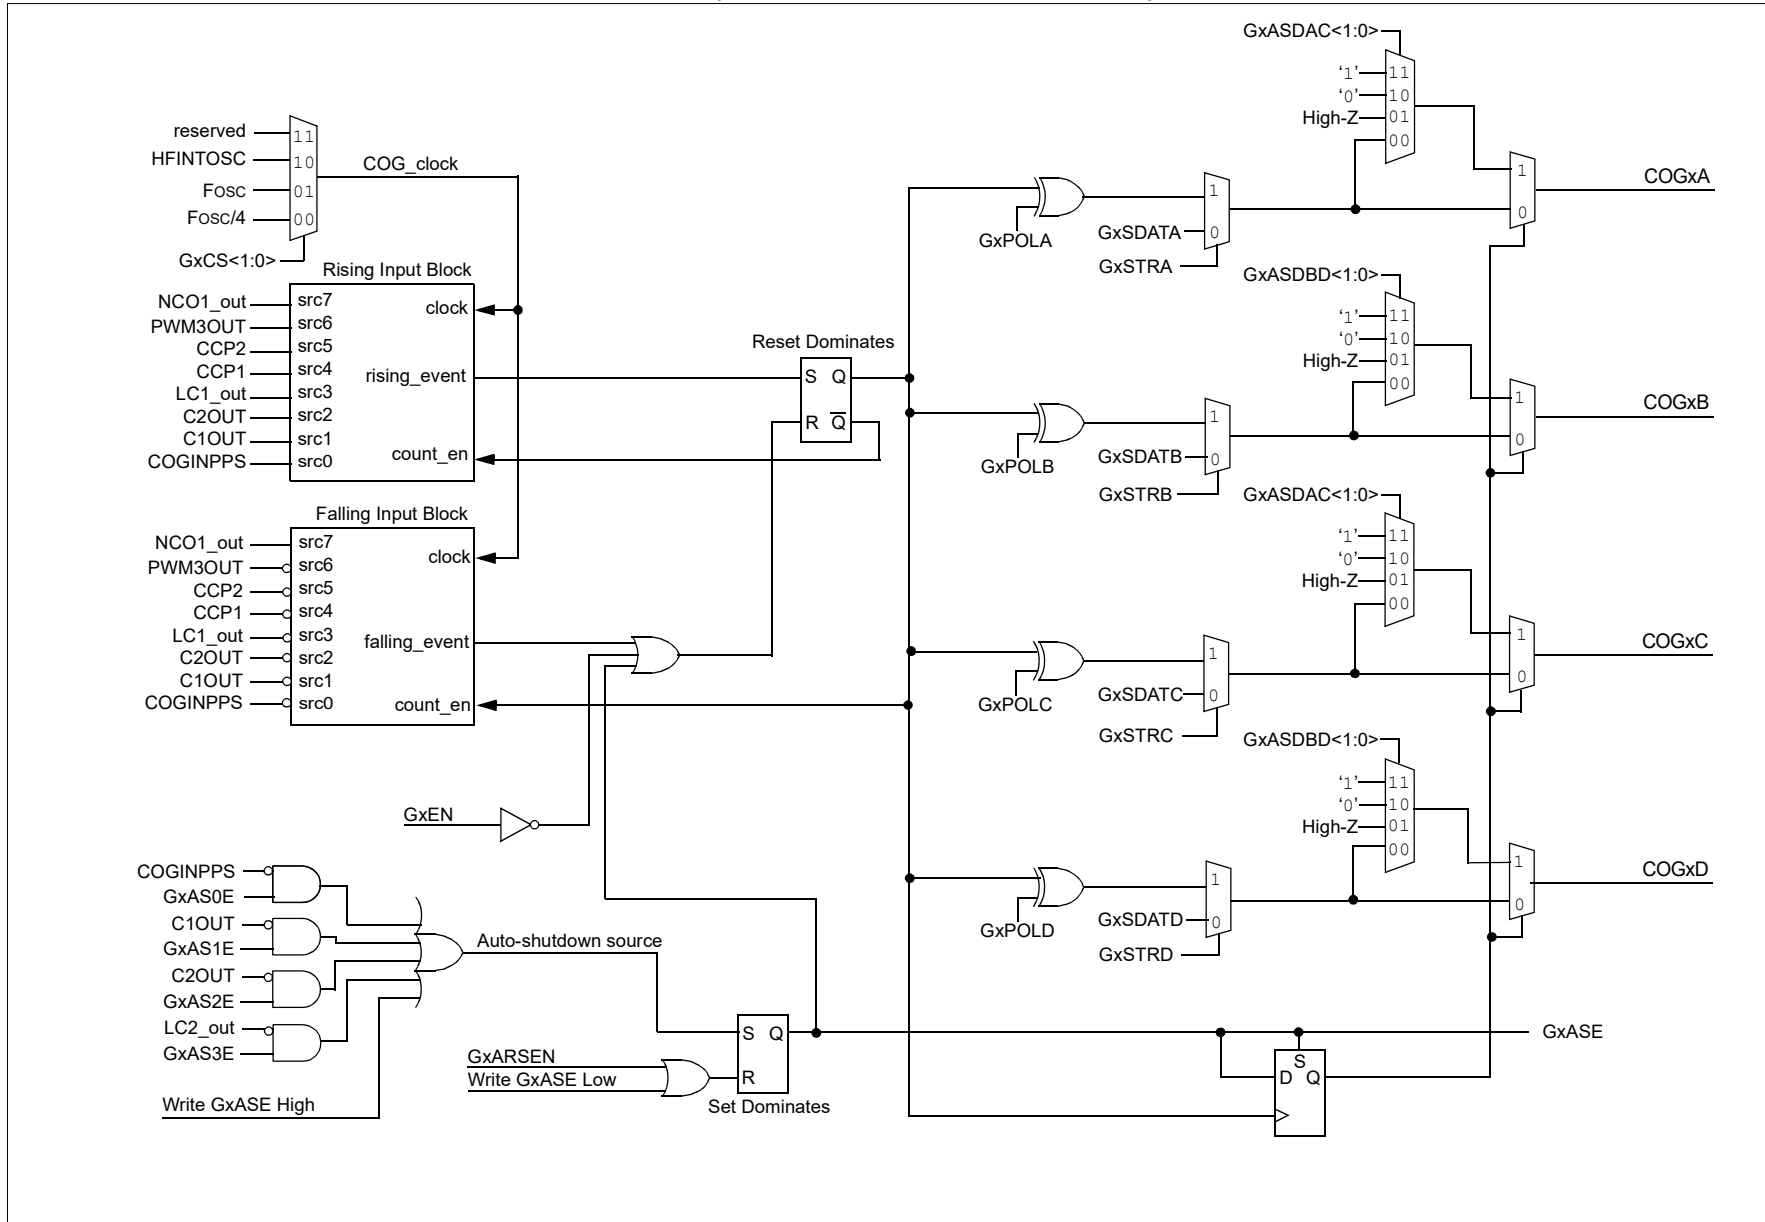 GxASDAC<1:0>
'1' 11
'0' 10
High-Z 01
00
1
0
COGxA
reserved 11
HFINTOSC 10
Fosc 01
Fosc/4 00
GxCS<1:0>
COG_clock
GxPOLA
GxSDATA
1
0
GxSTRA
Rising Input Block
NCO1_out src7
PWM3OUT src6
CCP2 src5
CCP1 src4
LC1_out src3
C2OUT src2
C1OUT src1
COGINPPS src0
clock
rising_event
count_en
Reset Dominates
S Q
R Q
GxASDBD<1:0>
'1' 11
'0' 10
High-Z 01
00
1
0
COGxB
GxPOLB
GxSDATB
1
0
GxSTRB
Falling Input Block
NCO1_out src7
PWM3OUT src6
CCP2 src5
CCP1 src4
LC1_out src3
C2OUT src2
C1OUT src1
COGINPPS src0
clock
falling_event
count_en
GxASDAC<1:0>
'1' 11
'0' 10
High-Z 01
00
1
0
COGxC
GxPOLC
GxSDATC
1
0
GxSTRC
GxEN
GxASDBD<1:0>
'1' 11
'0' 10
High-Z 01
00
1
0
COGxD
GxPOLD
GxSDATD
1
0
GxSTRD
COGINPPS
GxAS0E
C1OUT
GxAS1E
C2OUT
GxAS2E
LC2_out
GxAS3E
Write GxASE High
Auto-shutdown source
GxARSEN
Write GxASE Low
S Q
R
Set Dominates
GxASE
S
D Q